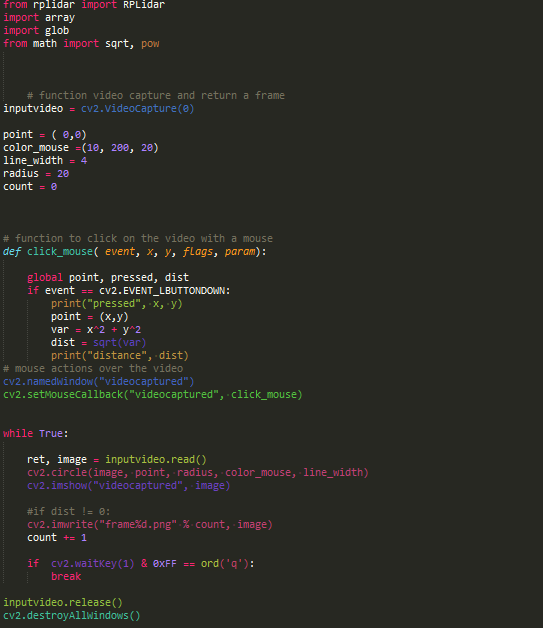 from rplidar import RPLidar
import array
import glob
from math import sqrt, pow
# function video capture and return a frame
inputvideo = cv2.VideoCapture(0)
point = ( 0,0)
color_mouse =(10, 200, 20)
line_width = 4
radius = 20
count = 0
# function to click on the video with a mouse
def click_mouse( event, x, y, flags, param):
global point, pressed, dist
if event == cv2.EVENT_LBUTTONDOWN:
print("pressed", x, y)
point = (x,y)
var = x^2 + y^2
dist = sqrt(var)
print("distance", dist)
# mouse actions over the video
cv2.namedWindow("videocaptured")
cv2.setMouseCallback("videocaptured", click_mouse)
while True:
ret, image = inputvideo.read()
cv2.circle(image, point, radius, color_mouse, line_width)
cv2.imshow("videocaptured", image)
#if dist != 0:
cv2.imwrite("frame%d.png" % count, image)
count += 1
if  cv2.waitKey(1) & 0xFF == ord('q'):
break
inputvideo.release()
cv2.destroyAllWindows()